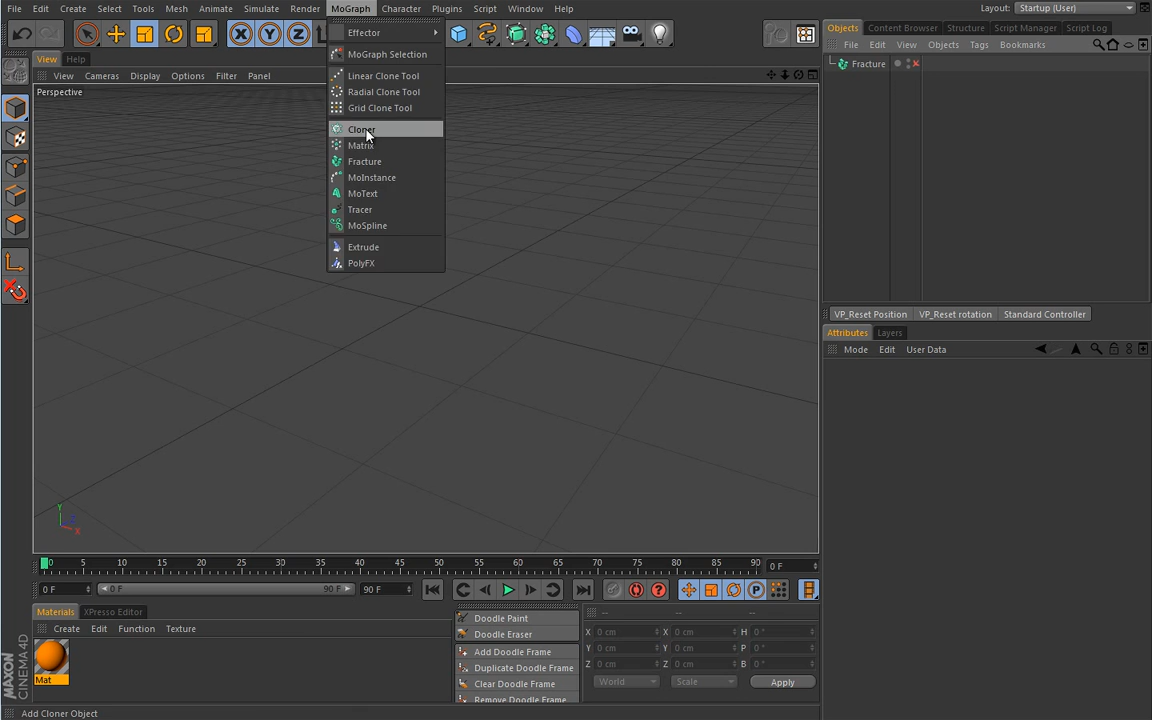 File Edit Create Select Tools Mesh Animate Simulate Render MoGraph Character Plugins Script Window Help Layout: Startup (User)
X Y Z
Effector
MoGraph Selection
Linear Clone Tool
Radial Clone Tool
Grid Clone Tool
Cloner
Matrix
Fracture
MoInstance
MoText
Tracer
MoSpline
Extrude
PolyFX
View Help
View Cameras Display Options Filter Panel
Perspective
Y
Z
X
Objects Content Browser Structure Script Manager Script Log
File Edit View Objects Tags Bookmarks
Fracture
VP_Reset Position VP_Reset rotation Standard Controller
Attributes Layers
Mode Edit User Data
0 5 10 15 20 25 30 35 40 45 50 55 60 65 70 75 80 85 90 0 F
0 F 0 F 90 F 90 F
Materials XPresso Editor
Create Edit Function Texture
Mat
Doodle Paint
Doodle Eraser
Add Doodle Frame
Duplicate Doodle Frame
Clear Doodle Frame
Remove Doodle Frame
-- -- --
X 0 cm X 0 cm H 0 °
Y 0 cm Y 0 cm P 0 °
Z 0 cm Z 0 cm B 0 °
World Scale Apply
MAXON
CINEMA 4D
Add Cloner Object